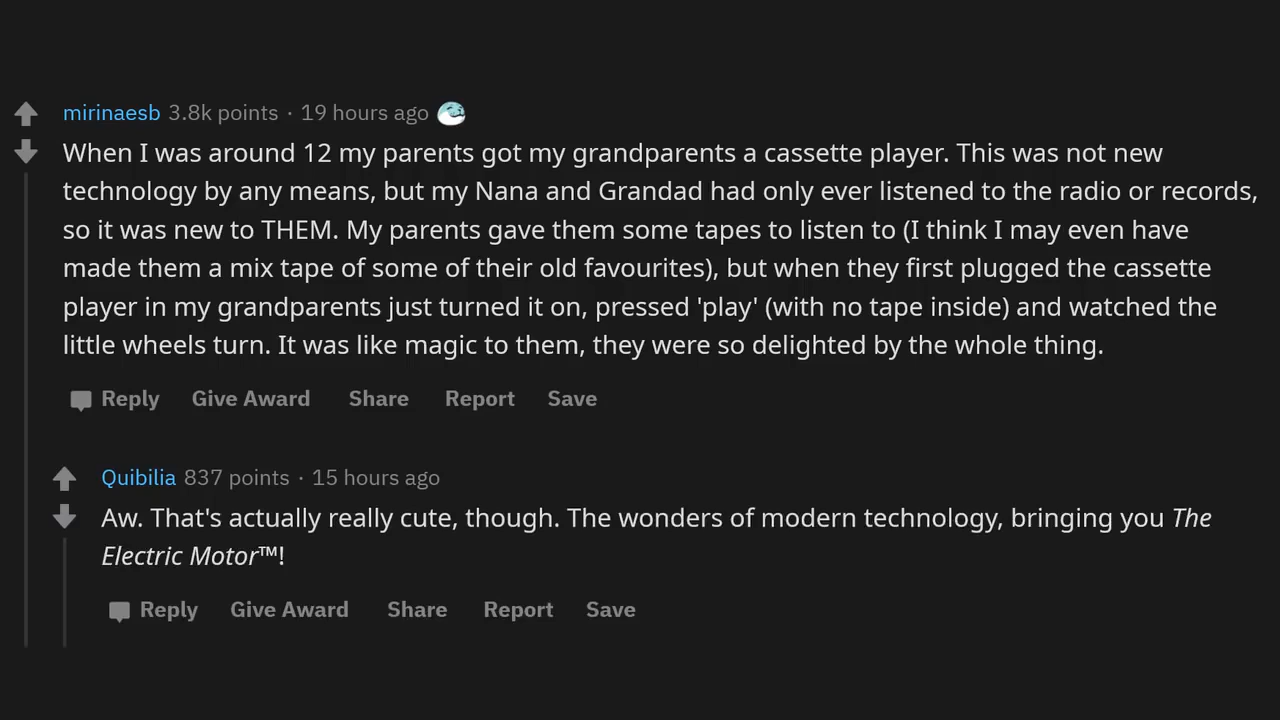 mirinaesb 3.8k points · 19 hours ago
When I was around 12 my parents got my grandparents a cassette player. This was not new
technology by any means, but my Nana and Grandad had only ever listened to the radio or records,
so it was new to THEM. My parents gave them some tapes to listen to (I think I may even have
made them a mix tape of some of their old favourites), but when they first plugged the cassette
player in my grandparents just turned it on, pressed 'play' (with no tape inside) and watched the
little wheels turn. It was like magic to them, they were so delighted by the whole thing.
Reply Give Award Share Report Save
Quibilia 837 points · 15 hours ago
Aw. That's actually really cute, though. The wonders of modern technology, bringing you The
Electric Motor™!
Reply Give Award Share Report Save